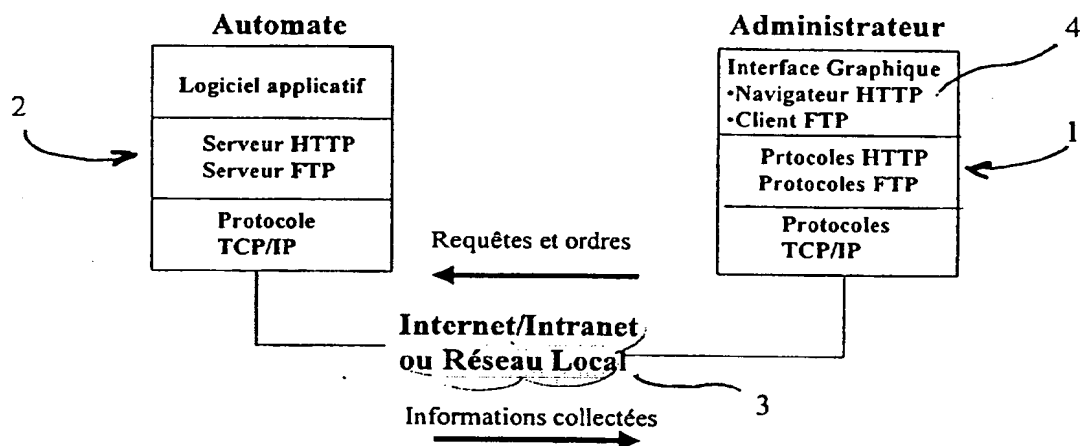 Automate
Logiciel applicatif
Serveur HTTP
Serveur FTP
Protocole
TCP/IP
2
Administrateur
Interface Graphique
•Navigateur HTTP
•Client FTP
Prtocoles HTTP
Protocoles FTP
Protocoles
TCP/IP
4
1
Requêtes et ordres
Internet/Intranet
ou Réseau Local
3
Informations collectées